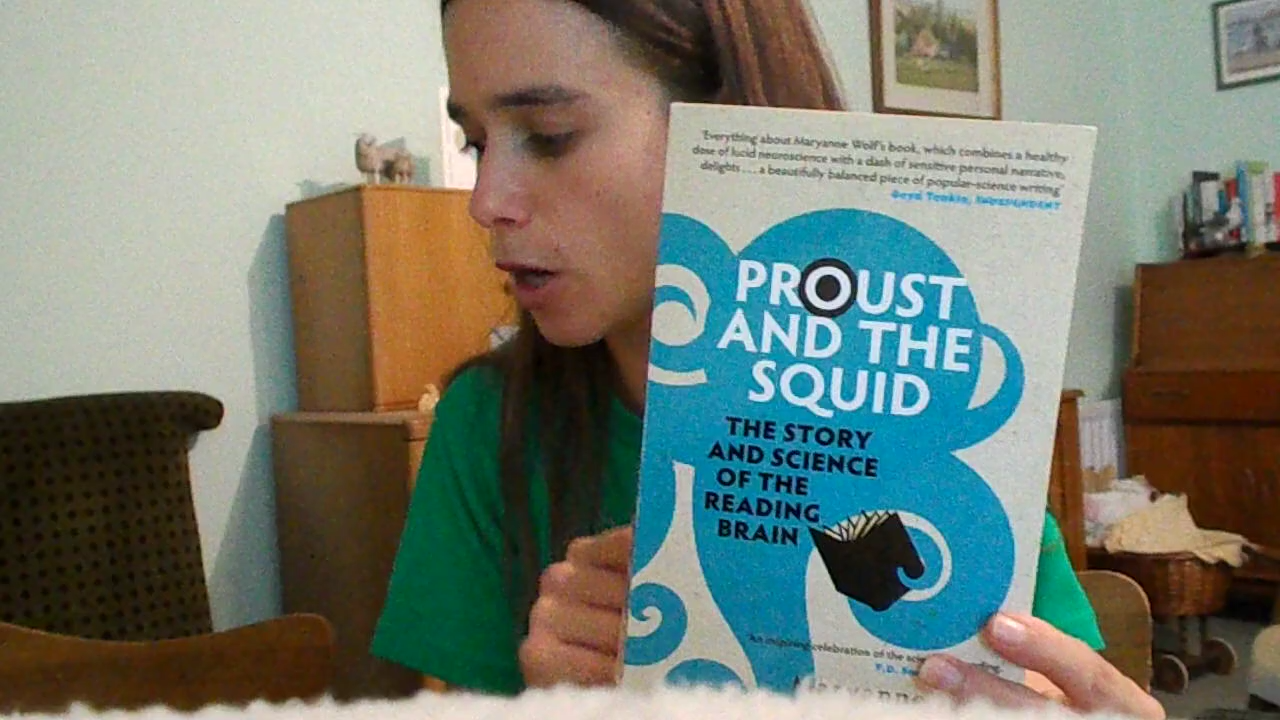 'Everything about Maryanne Wolf's book, which combines a healthy
dose of lucid neuroscience with a dash of sensitive personal narrative,
delights... a beautifully balanced piece of popular-science writing'
Boyd Tonkin, INDEPENDENT
PROUST
AND THE
SQUID
THE STORY
AND SCIENCE
OF THE
READING
BRAIN
'An inspiring celebration of the
P.D.
Maryanne